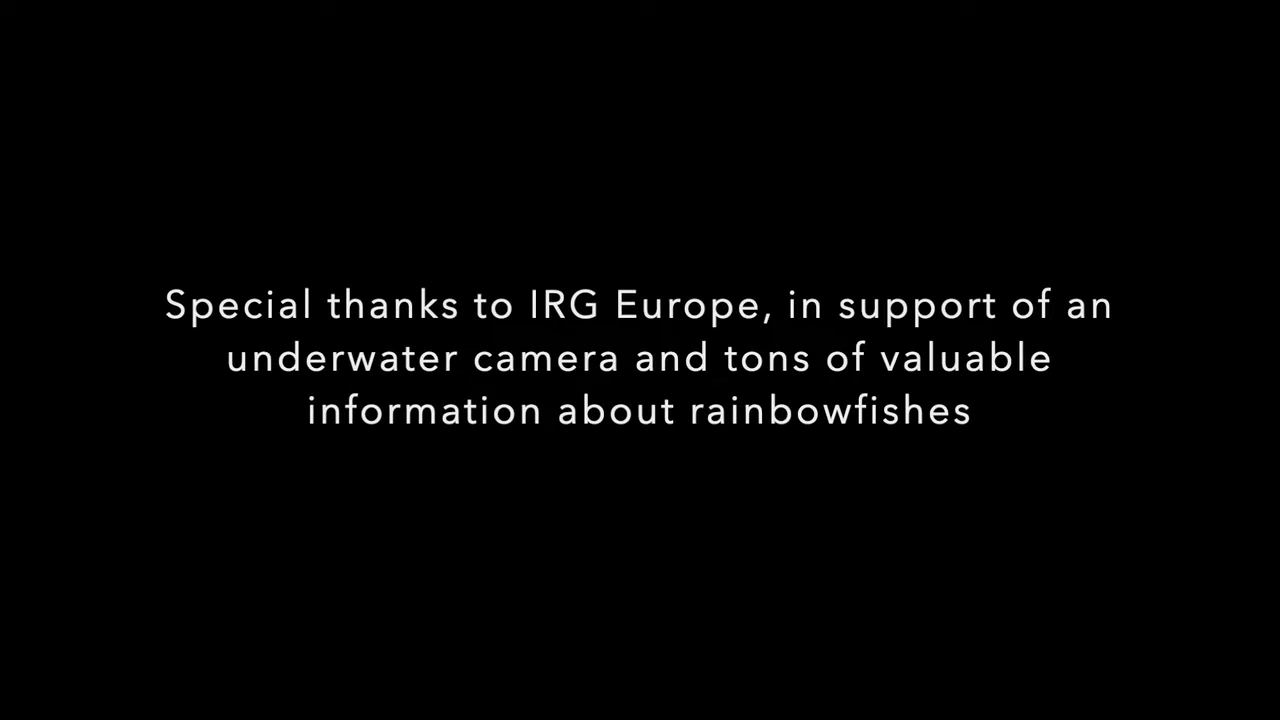 Special thanks to IRG Europe, in support of an
underwater camera and tons of valuable
information about rainbowfishes